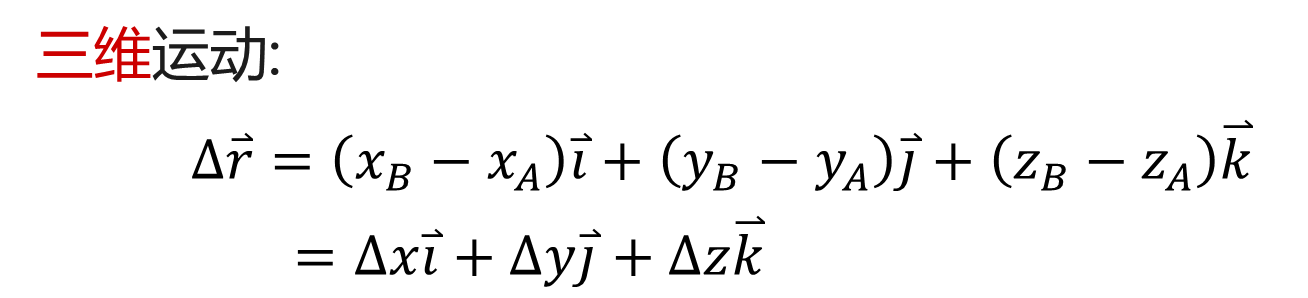 三维运动:
Δr⃗ = (x_B − x_A)i⃗ + (y_B − y_A)j⃗ + (z_B − z_A)k⃗
= Δxi⃗ + Δyj⃗ + Δzk⃗